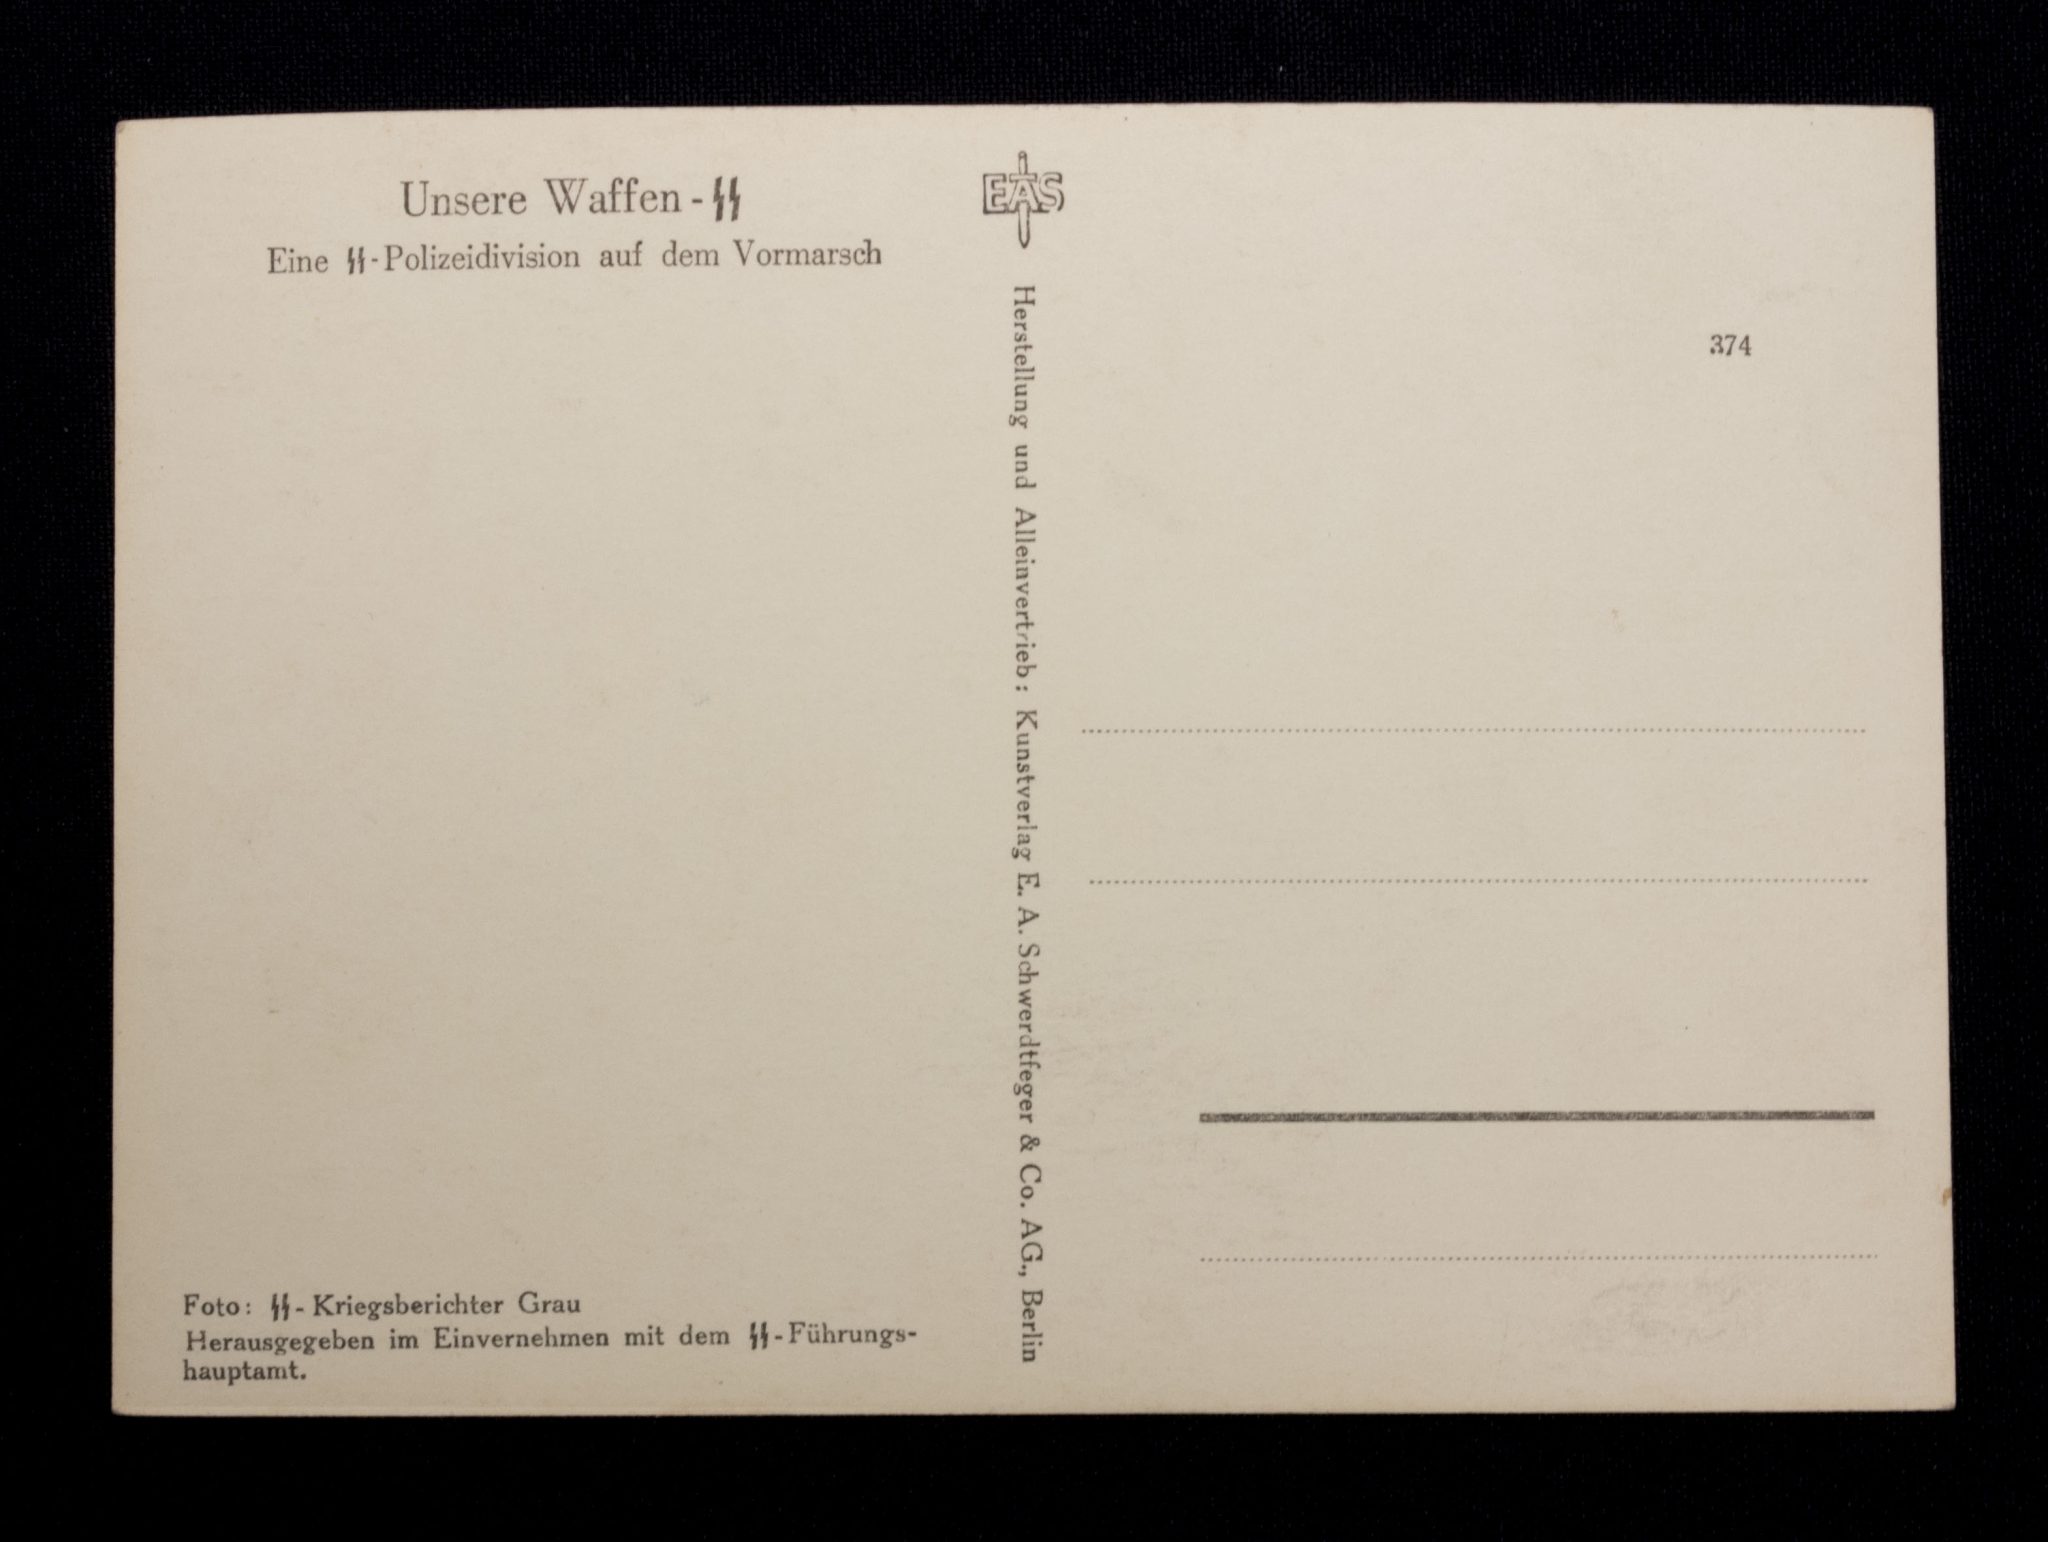 Unsere Waffen-ᛋᛋ
Eine ᛋᛋ-Polizeidivision auf dem Vormarsch
EAS
Herstellung und Alleinvertrieb: Kunstverlag E. A. Schwerdtfeger & Co. AG., Berlin
374
Foto: ᛋᛋ-Kriegsberichter Grau
Herausgegeben im Einvernehmen mit dem ᛋᛋ-Führungs-
hauptamt.